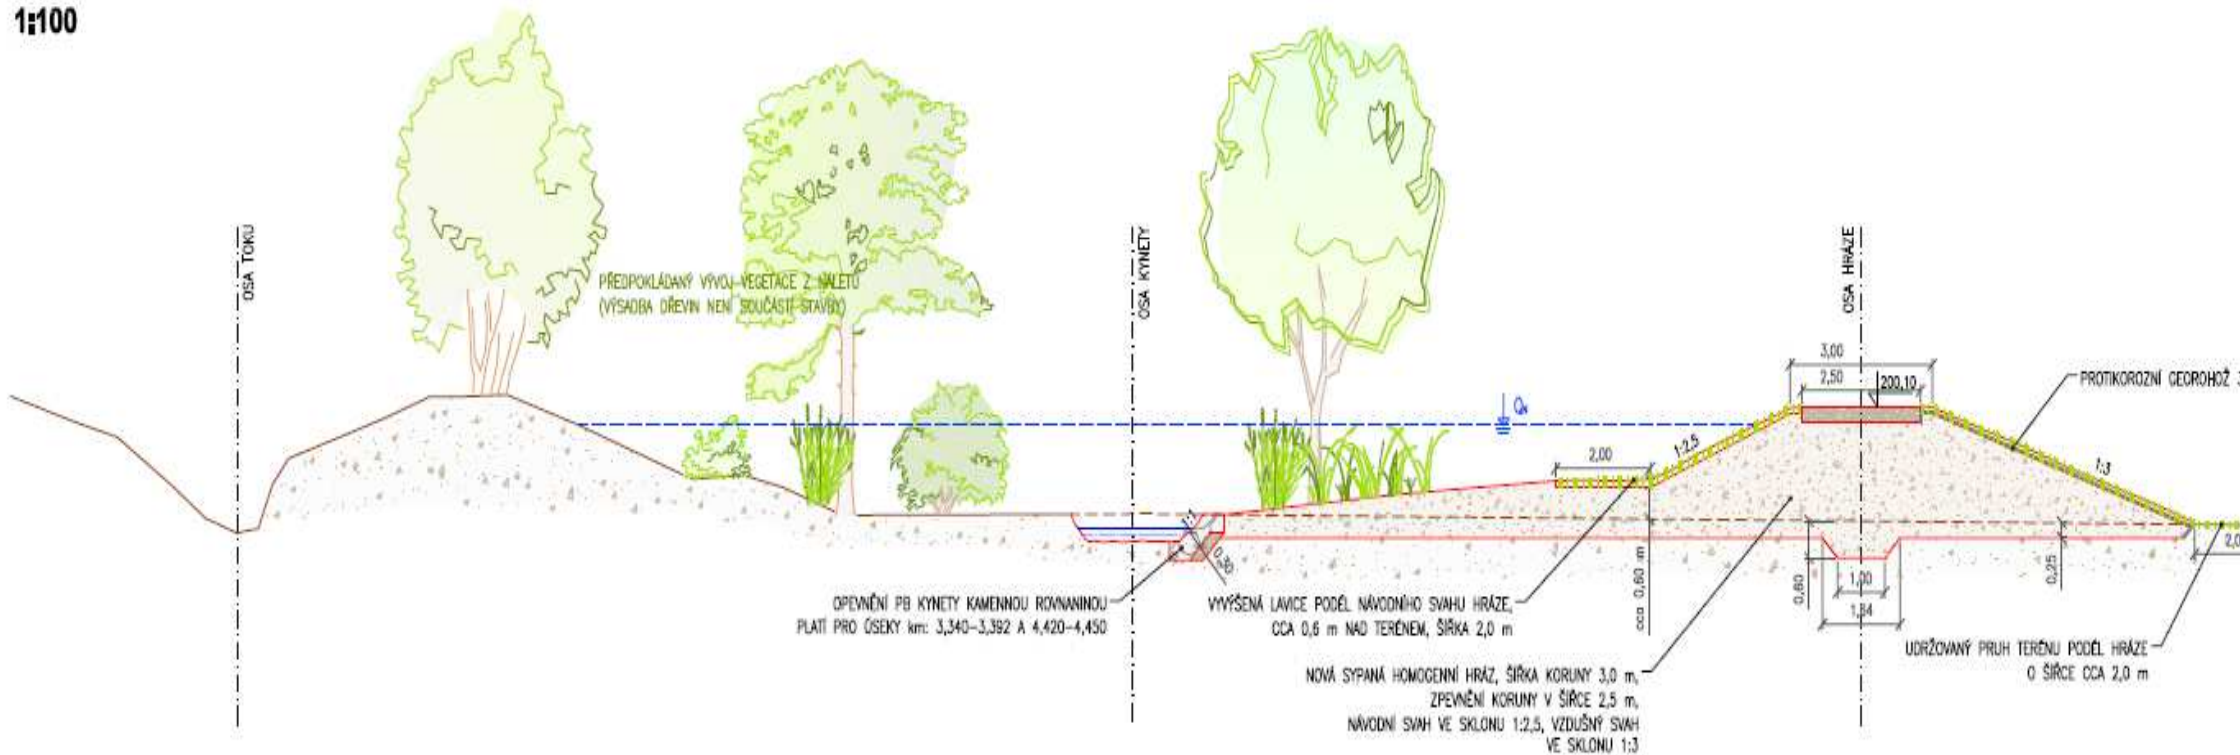 1:100
OSA TOKU
PŘEDPOKLÁDANÝ VÝVOJ VEGETACE Z NÁLETŮ
(VÝSADBA DŘEVIN NENÍ SOUČÁSTÍ STAVBY)
OSA KYNETY
OSA HRÁZE
3,00
2,50
200,10
PROTIKOROZNÍ GEOROHOŽ
2,00
1:2,5
1:3
1:1
0,30
OPEVNĚNÍ PB KYNETY KAMENNOU ROVNANINOU
PLATÍ PRO ÚSEKY km: 3,340-3,392 A 4,420-4,450
VYVÝŠENÁ LAVICE PODÉL NÁVODNÍHO SVAHU HRÁZE,
CCA 0,6 m NAD TERÉNEM, ŠÍŘKA 2,0 m
cca 0,60 m
0,60
1,00
1,84
0,25
2,0
UDRŽOVANÝ PRUH TERÉNU PODÉL HRÁZE
O ŠÍŘCE CCA 2,0 m
NOVÁ SYPANÁ HOMOGENNÍ HRÁZ, ŠÍŘKA KORUNY 3,0 m,
ZPEVNĚNÍ KORUNY V ŠÍŘCE 2,5 m,
NÁVODNÍ SVAH VE SKLONU 1:2,5, VZDUŠNÝ SVAH
VE SKLONU 1:3